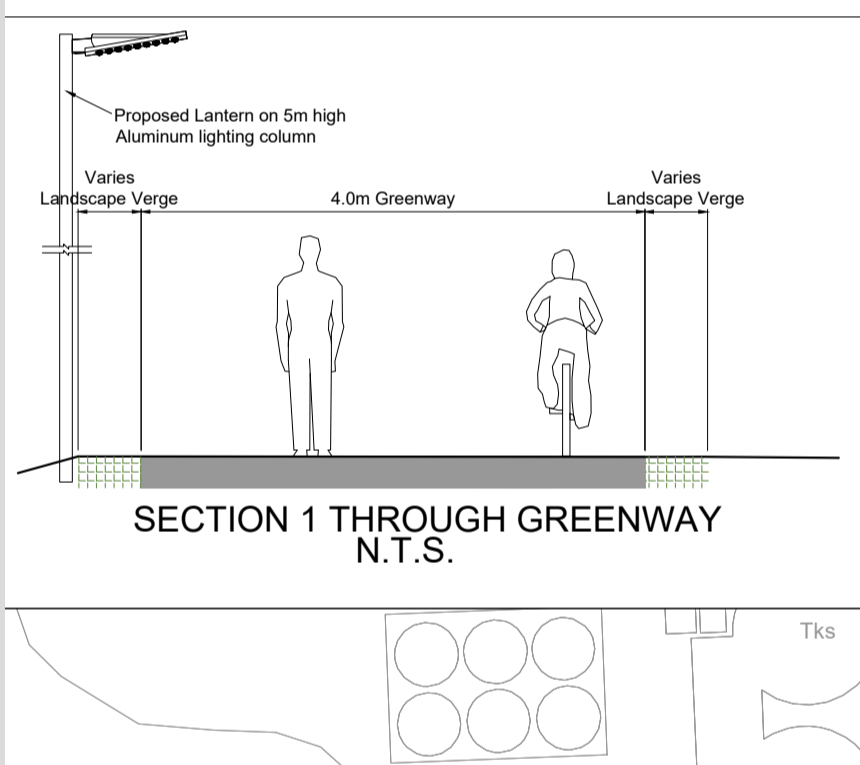 Proposed Lantern on 5m high
Aluminum lighting column
Varies
Landscape Verge
4.0m Greenway
Varies
Landscape Verge
SECTION 1 THROUGH GREENWAY
N.T.S.
Tks